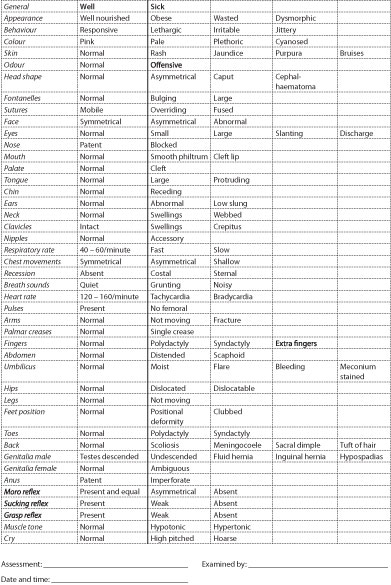 General Well Sick
Appearance Well nourished Obese Wasted Dysmorphic
Behaviour Responsive Lethargic Irritable Jittery
Colour Pink Pale Plethoric Cyanosed
Skin Normal Rash Jaundice Purpura Bruises
Odour Normal Offensive
Head shape Normal Asymmetrical Caput Cephal-
haematoma
Fontanelles Normal Bulging Large
Sutures Mobile Overriding Fused
Face Symmetrical Asymmetrical Abnormal
Eyes Normal Small Large Slanting Discharge
Nose Patent Blocked
Mouth Normal Smooth philtrum Cleft lip
Palate Normal Cleft
Tongue Normal Large Protruding
Chin Normal Receding
Ears Normal Abnormal Low slung
Neck Normal Swellings Webbed
Clavicles Intact Swellings Crepitus
Nipples Normal Accessory
Respiratory rate 40 – 60/minute Fast Slow
Chest movements Symmetrical Asymmetrical Shallow
Recession Absent Costal Sternal
Breath sounds Quiet Grunting Noisy
Heart rate 120 – 160/minute Tachycardia Bradycardia
Pulses Present No femoral
Arms Normal Not moving Fracture
Palmar creases Normal Single crease
Fingers Normal Polydactyly Syndactyly Extra fingers
Abdomen Normal Distended Scaphoid
Umbilicus Normal Moist Flare Bleeding Meconium
stained
Hips Normal Dislocated Dislocatable
Legs Normal Not moving
Feet position Normal Positional Clubbed
deformity
Toes Normal Polydactyly Syndactyly
Back Normal Scoliosis Meningocoele Sacral dimple Tuft of hair
Genitalia male Testes descended Undescended Fluid hernia Inguinal hernia Hypospadias
Genitalia female Normal Ambiguous
Anus Patent Imperforate
Moro reflex Present and equal Asymmetrical Absent
Sucking reflex Present Weak Absent
Grasp reflex Present Weak Absent
Muscle tone Normal Hypotonic Hypertonic
Cry Normal High pitched Hoarse
Assessment: Examined by:
Date and time: